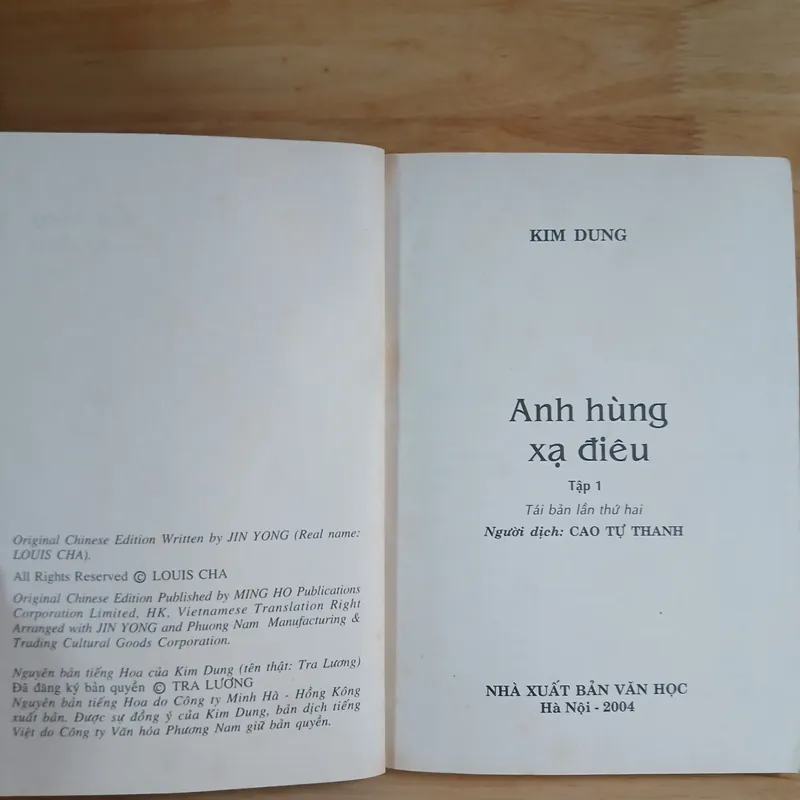 Original Chinese Edition Written by JIN YONG (Real name:
LOUIS CHA).
All Rights Reserved © LOUIS CHA
Original Chinese Edition Published by MING HO Publications
Corporation Limited, HK, Vietnamese Translation Right
Arranged with JIN YONG and Phuong Nam Manufacturing &
Trading Cultural Goods Corporation.
Nguyên bản tiếng Hoa của Kim Dung (tên thật: Tra Lương)
Đã đăng ký bản quyền © TRA LƯƠNG
Nguyên bản tiếng Hoa do Công ty Minh Hà - Hồng Kông
xuất bản. Được sự đồng ý của Kim Dung, bản dịch tiếng
Việt do Công ty Văn hóa Phương Nam giữ bản quyền.
KIM DUNG
Anh hùng
xạ điêu
Tập 1
Tái bản lần thứ hai
Người dịch: CAO TỰ THANH
NHÀ XUẤT BẢN VĂN HỌC
Hà Nội - 2004